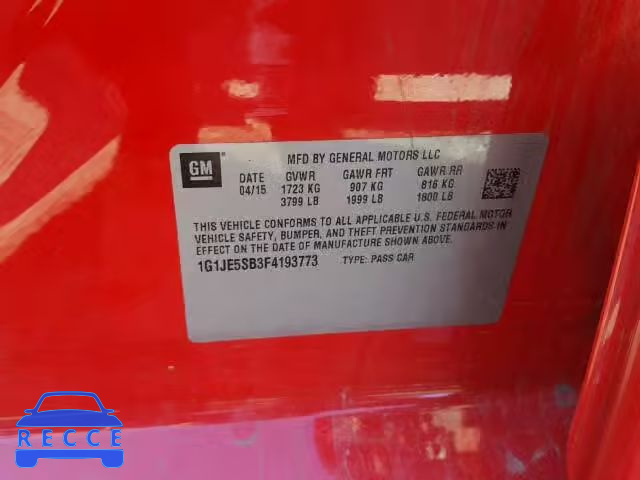 GM
MFD BY GENERAL MOTORS LLC
DATE GVWR GAWR FRT GAWR RR
04/15 1723 KG 907 KG 816 KG
3799 LB 1999 LB 1800 LB
THIS VEHICLE CONFORMS TO ALL APPLICABLE U.S. FEDERAL MOTOR
VEHICLE SAFETY, BUMPER, AND THEFT PREVENTION STANDARDS IN
EFFECT ON THE DATE OF MANUFACTURE SHOWN ABOVE.
1G1JE5SB3F4193773 TYPE: PASS CAR
RECCE